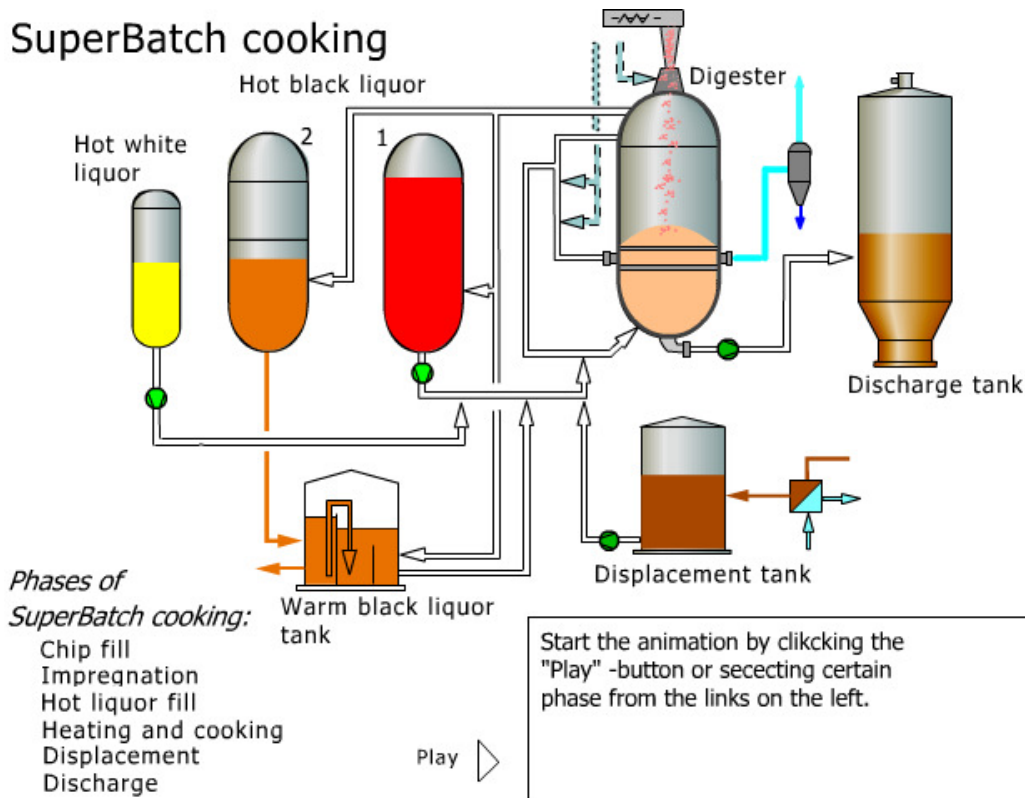 SuperBatch cooking
Hot black liquor
Digester
Hot white
liquor
2
1
Discharge tank
Displacement tank
Warm black liquor
tank
Phases of
SuperBatch cooking:
Chip fill
Impregnation
Hot liquor fill
Heating and cooking
Displacement
Discharge
Play
Start the animation by clikcking the
"Play" -button or sececting certain
phase from the links on the left.